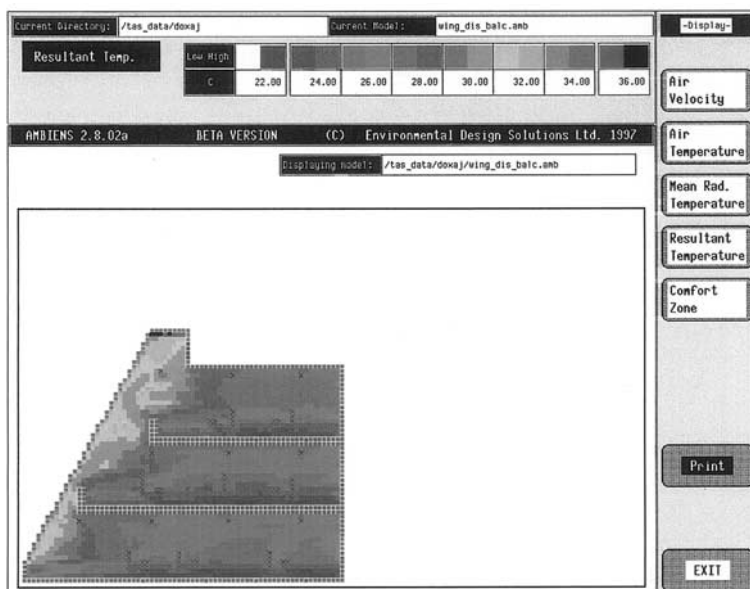 Current Directory: /tas_data/doxaj Current Model: wing_dis_balc.amb -Display-
Resultant Temp. Low High
C 22.00 24.00 26.00 28.00 30.00 32.00 34.00 36.00
AMBIENS 2.8.02a BETA VERSION (C) Environmental Design Solutions Ltd. 1997
Displaying model: /tas_data/doxaj/wing_dis_balc.amb
Air
Velocity
Air
Temperature
Mean Rad.
Temperature
Resultant
Temperature
Comfort
Zone
Print
EXIT